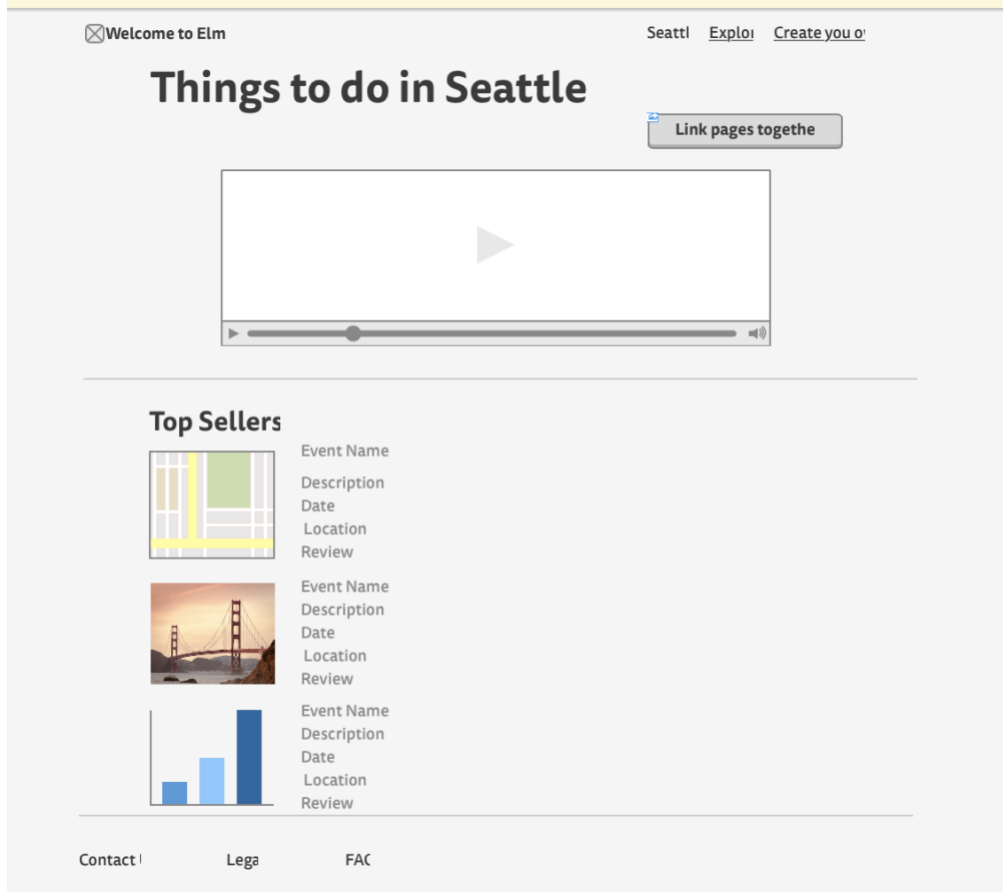 Welcome to Elm
Seattl Explor Create you o
Things to do in Seattle
Link pages togethe
Top Sellers
Event Name
Description
Date
Location
Review
Event Name
Description
Date
Location
Review
Event Name
Description
Date
Location
Review
Contact Lega FAC